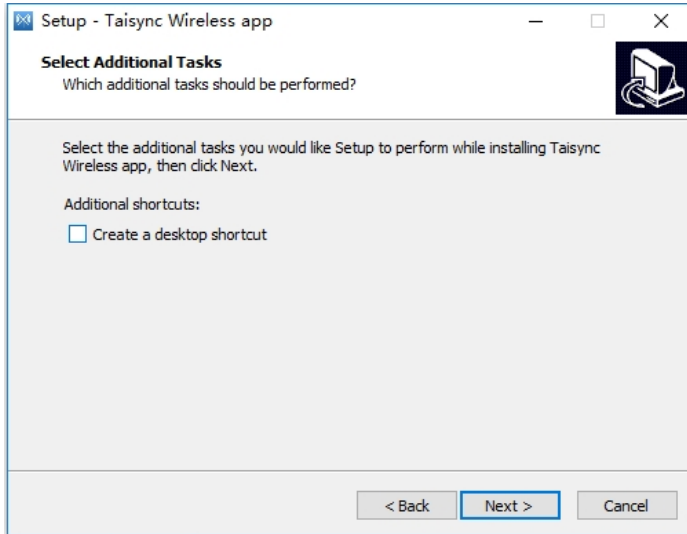 Setup - Taisync Wireless app
Select Additional Tasks
Which additional tasks should be performed?
Select the additional tasks you would like Setup to perform while installing Taisync
Wireless app, then click Next.
Additional shortcuts:
Create a desktop shortcut
< Back Next > Cancel